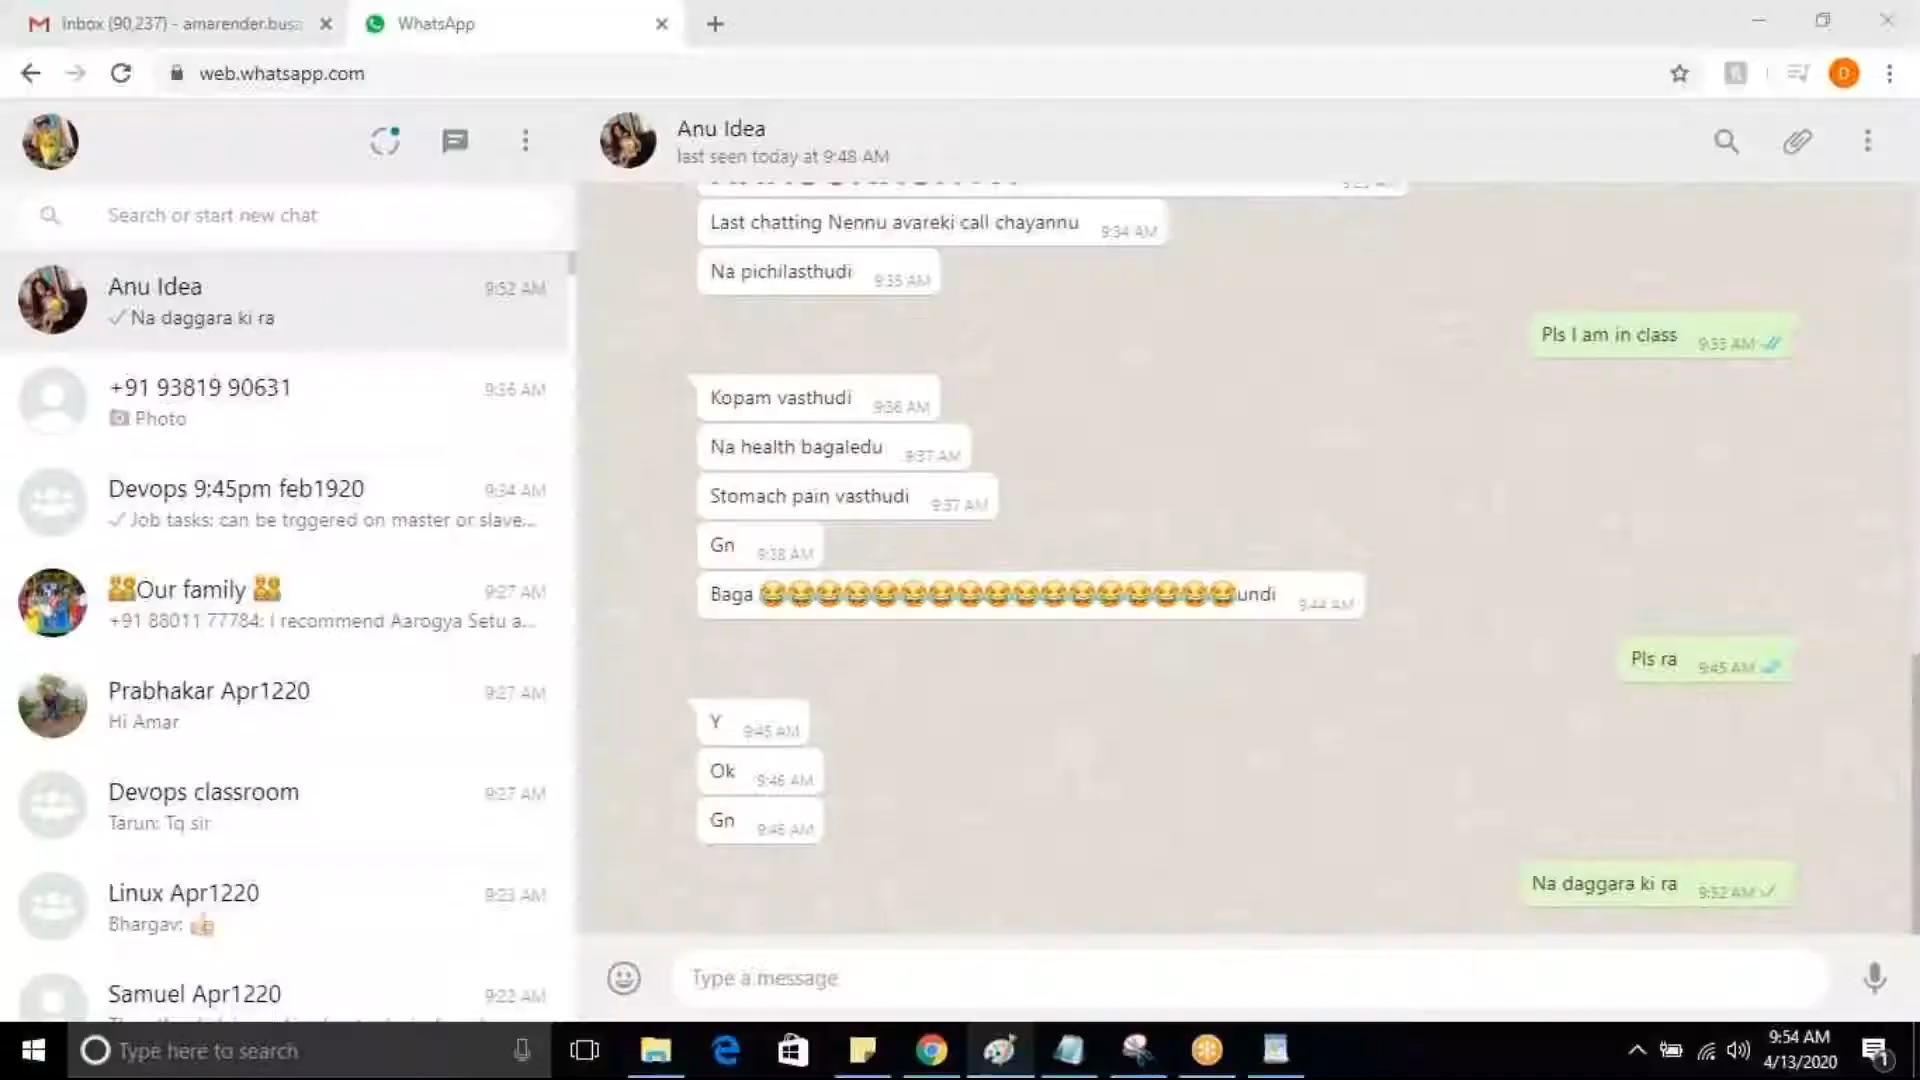 Inbox (90,237) - amarender.busa
WhatsApp
web.whatsapp.com
D
Anu Idea
last seen today at 9:48 AM
Search or start new chat
Anu Idea 9:52 AM
Na daggara ki ra
+91 93819 90631 9:36 AM
Photo
Devops 9:45pm feb1920 9:34 AM
Job tasks: can be trggered on master or slave...
Our family 9:27 AM
+91 88011 77784: I recommend Aarogya Setu a...
Prabhakar Apr1220 9:27 AM
Hi Amar
Devops classroom 9:27 AM
Tarun: Tq sir
Linux Apr1220 9:23 AM
Bhargav: 👍
Samuel Apr1220 9:22 AM
Last chatting Nennu avareki call chayannu 9:34 AM
Na pichilasthudi 9:35 AM
Pls I am in class 9:35 AM
Kopam vasthudi 9:36 AM
Na health bagaledu 9:37 AM
Stomach pain vasthudi 9:37 AM
Gn 9:38 AM
Baga 😂😂😂😂😂😂😂😂😂😂😂😂😂😂😂😂😂undi 9:44 AM
Pls ra 9:45 AM
Y 9:45 AM
Ok 9:46 AM
Gn 9:46 AM
Na daggara ki ra 9:52 AM
Type a message
Type here to search
9:54 AM
4/13/2020
1